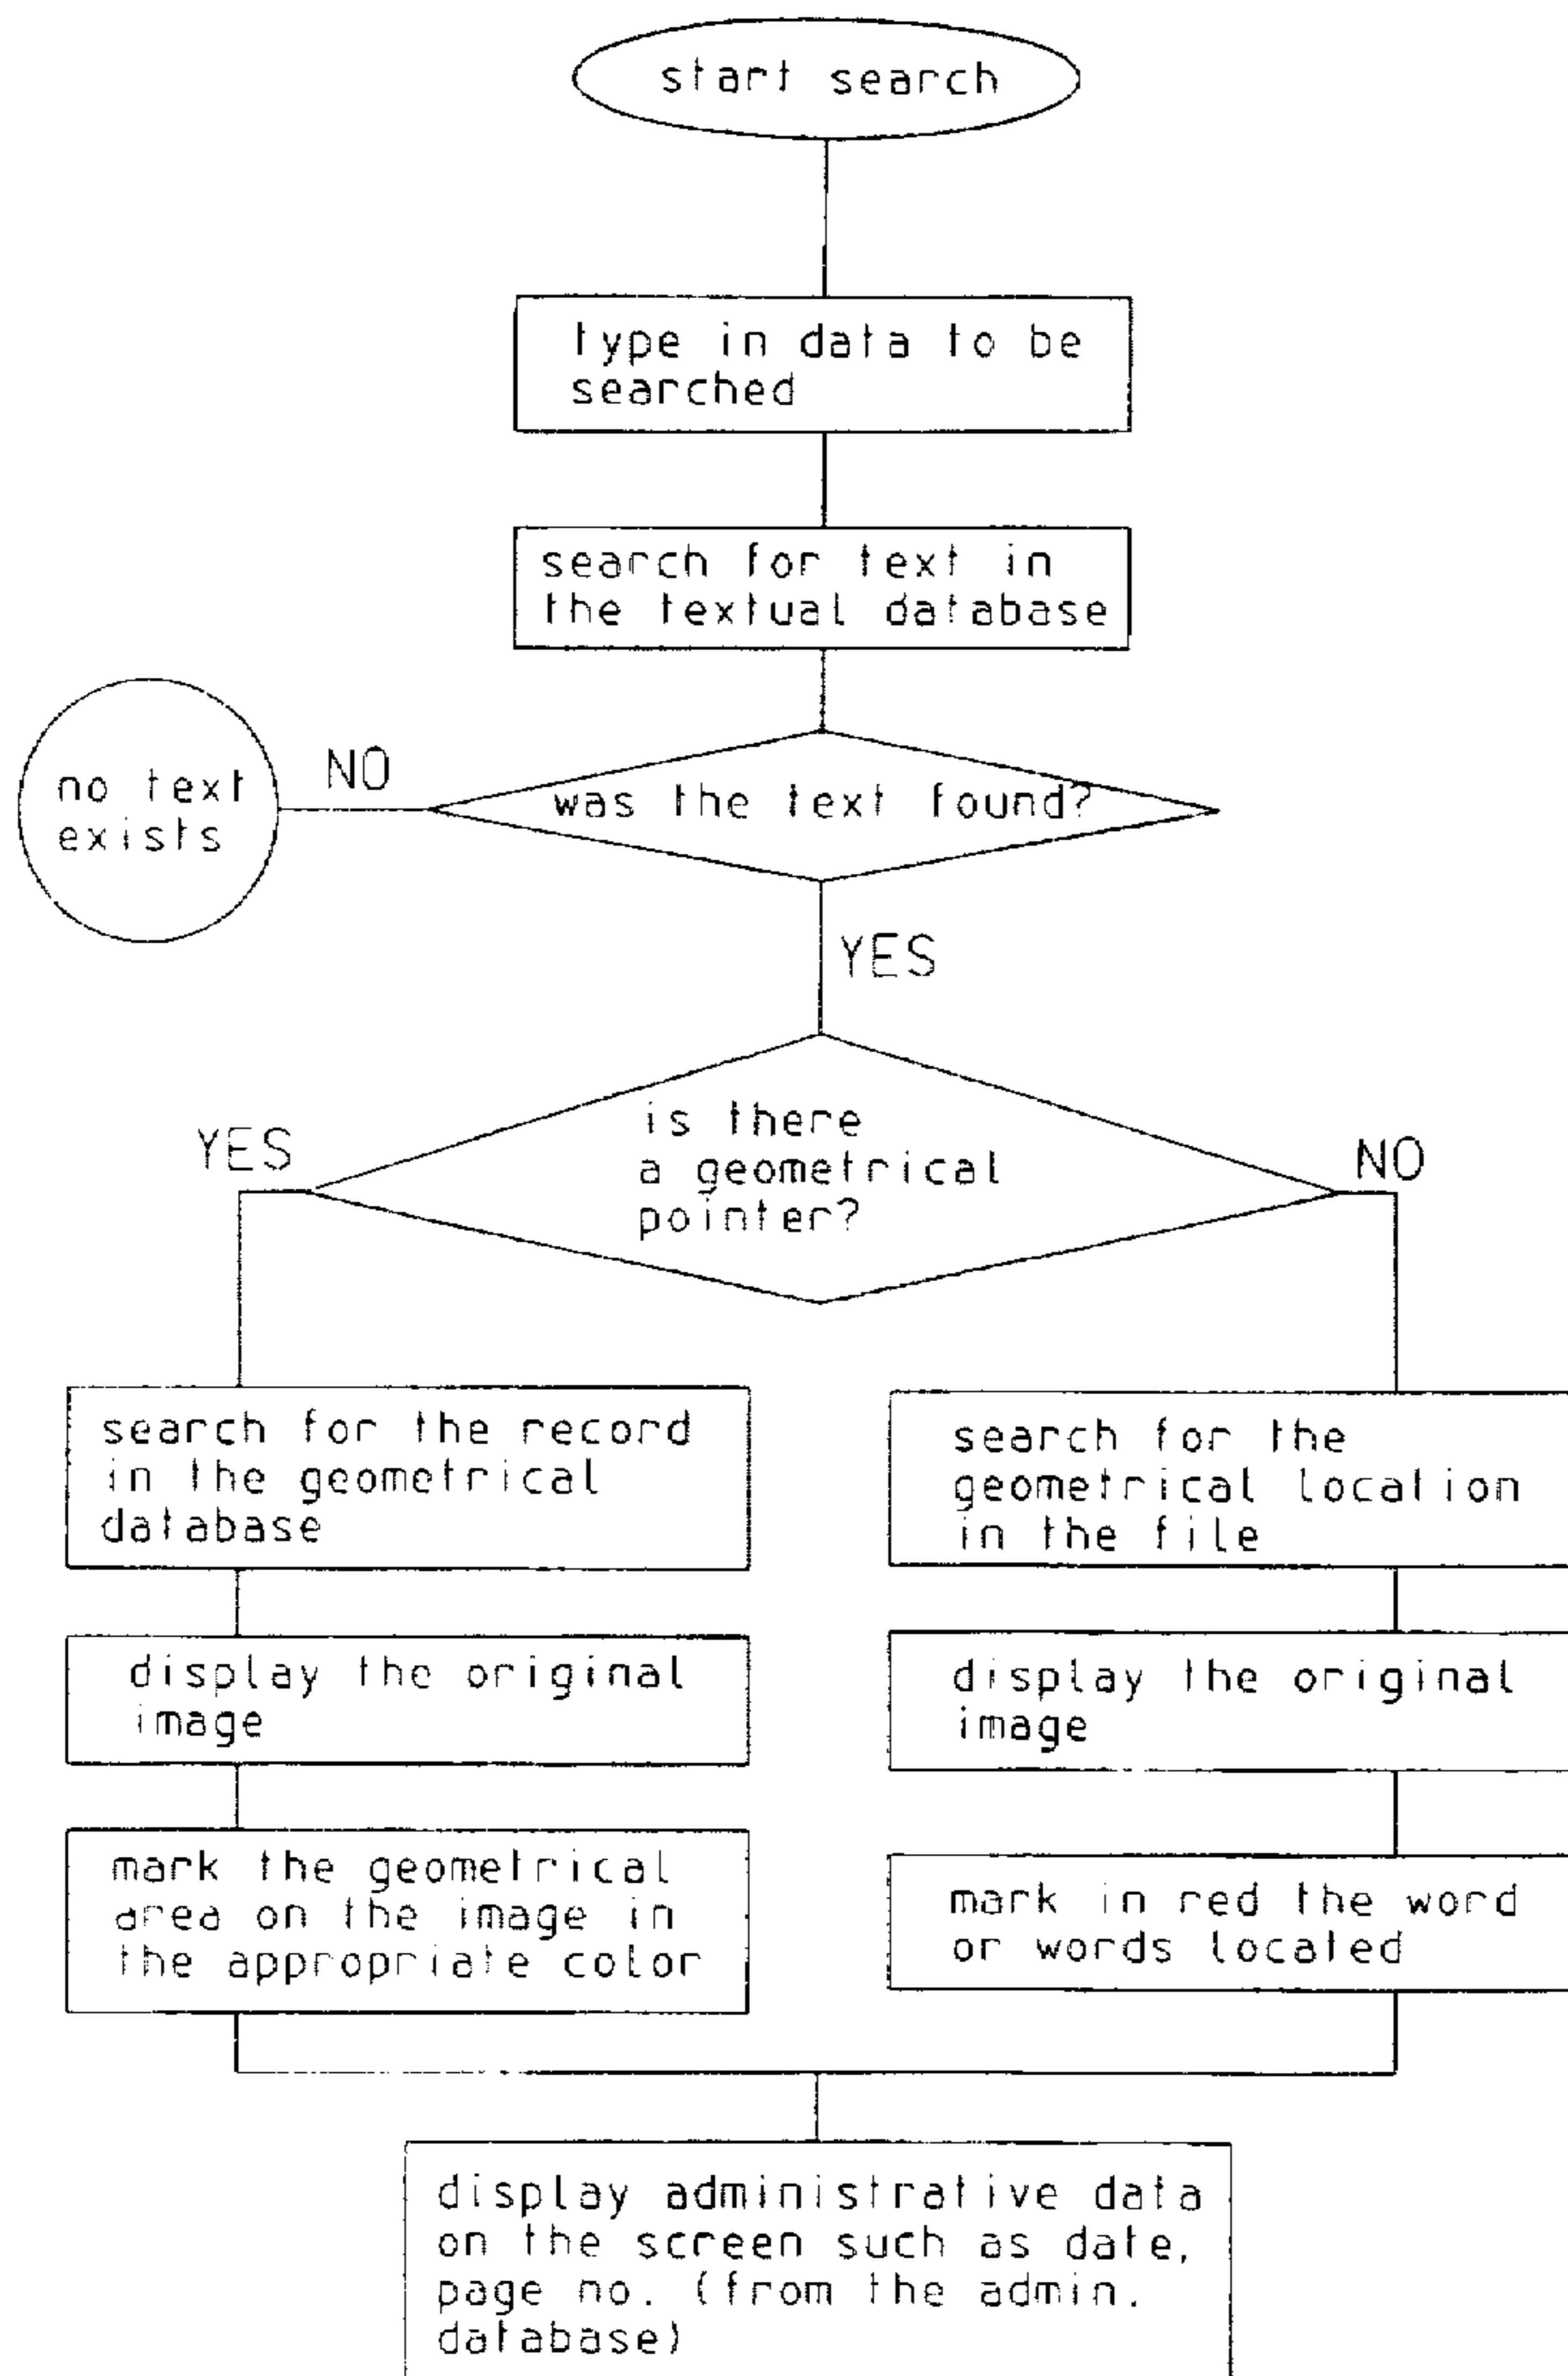 start search
type in data to be
searched
search for text in
the textual database
was the text found?
NO
no text
exists
YES
is there
a geometrical
pointer?
YES
NO
search for the record
in the geometrical
database
display the original
image
mark the geometrical
area on the image in
the appropriate color
search for the
geometrical location
in the file
display the original
image
mark in red the word
or words located
display administrative data
on the screen such as date,
page no. (from the admin.
database)